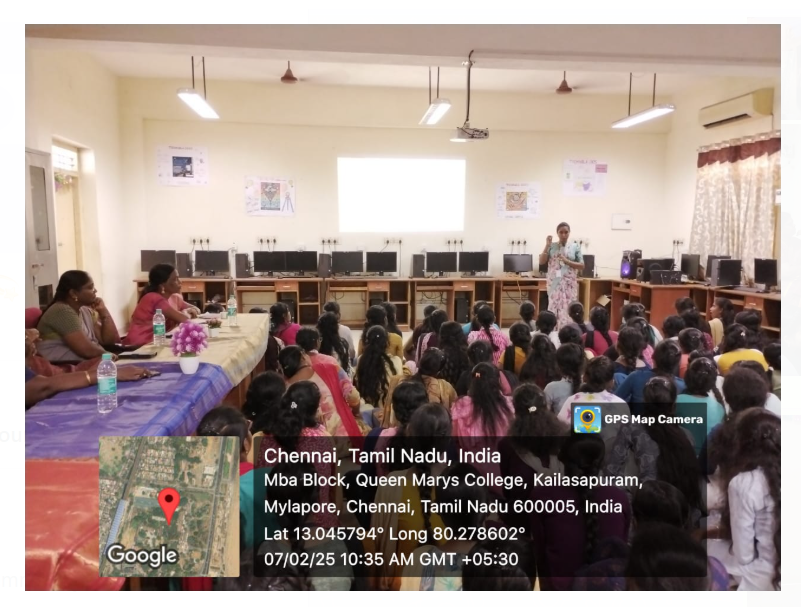 GPS Map Camera
Chennai, Tamil Nadu, India
Mba Block, Queen Marys College, Kailasapuram,
Mylapore, Chennai, Tamil Nadu 600005, India
Lat 13.045794° Long 80.278602°
07/02/25 10:35 AM GMT +05:30
Google